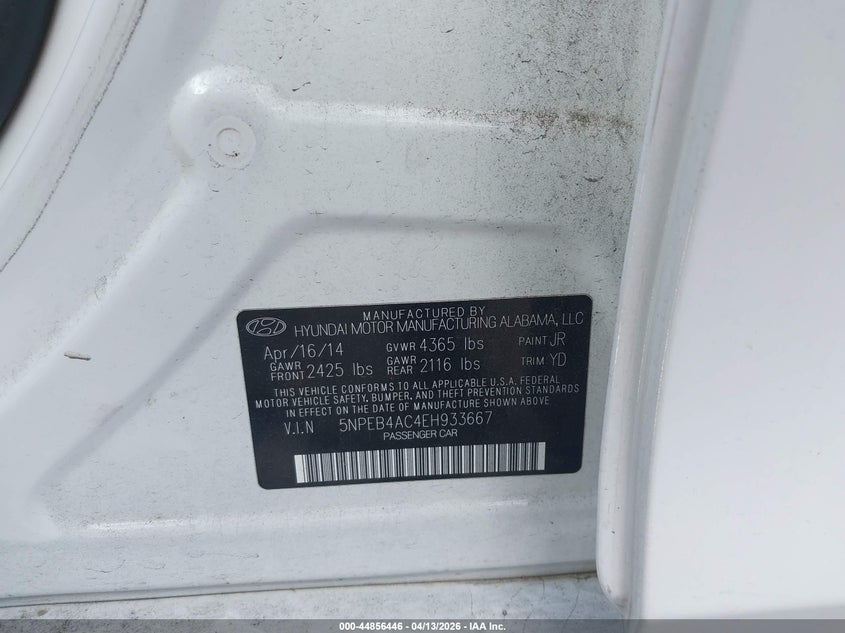 MANUFACTURED BY
HYUNDAI MOTOR MANUFACTURING ALABAMA, LLC
Apr/16/14 GVWR 4365 lbs PAINT JR
GAWR FRONT 2425 lbs GAWR REAR 2116 lbs TRIM YD
THIS VEHICLE CONFORMS TO ALL APPLICABLE U.S.A. FEDERAL
MOTOR VEHICLE SAFETY, BUMPER, AND THEFT PREVENTION STANDARDS
IN EFFECT ON THE DATE OF MANUFACTURE SHOWN ABOVE
V.I.N 5NPEB4AC4EH933667
PASSENGER CAR
000-44856446 - 04/13/2026 - IAA Inc.